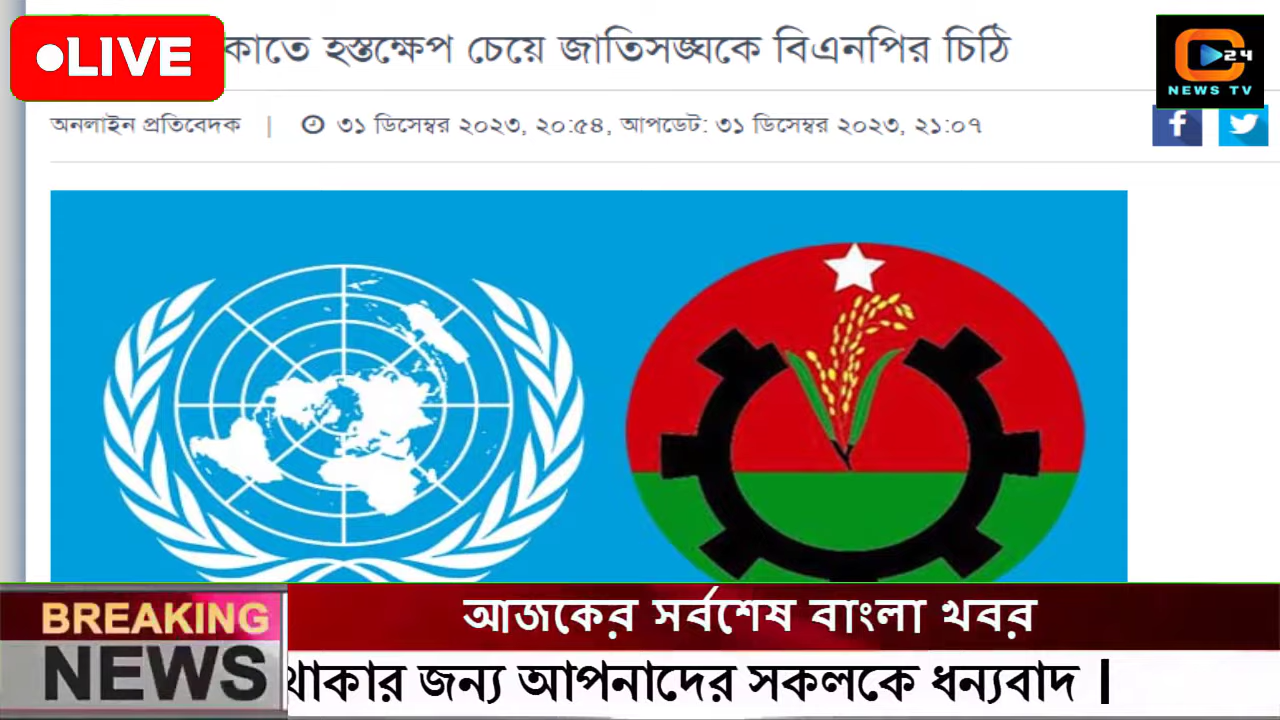 LIVE
হস্তক্ষেপ চেয়ে জাতিসঙ্ঘকে বিএনপির চিঠি
24
NEWS TV
অনলাইন প্রতিবেদক | ৩১ ডিসেম্বর ২০২৩, ২০:৫৪, আপডেট: ৩১ ডিসেম্বর ২০২৩, ২১:০৭
BREAKING
NEWS
আজকের সর্বশেষ বাংলা খবর
থাকার জন্য আপনাদের সকলকে ধন্যবাদ |